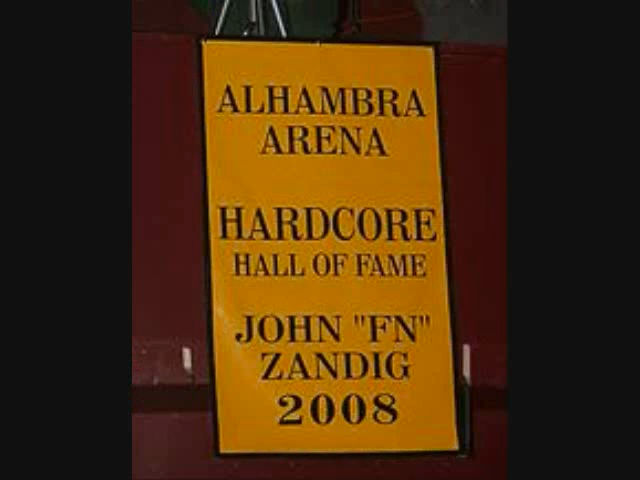 ALHAMBRA
ARENA
HARDCORE
HALL OF FAME
JOHN "FN"
ZANDIG
2008